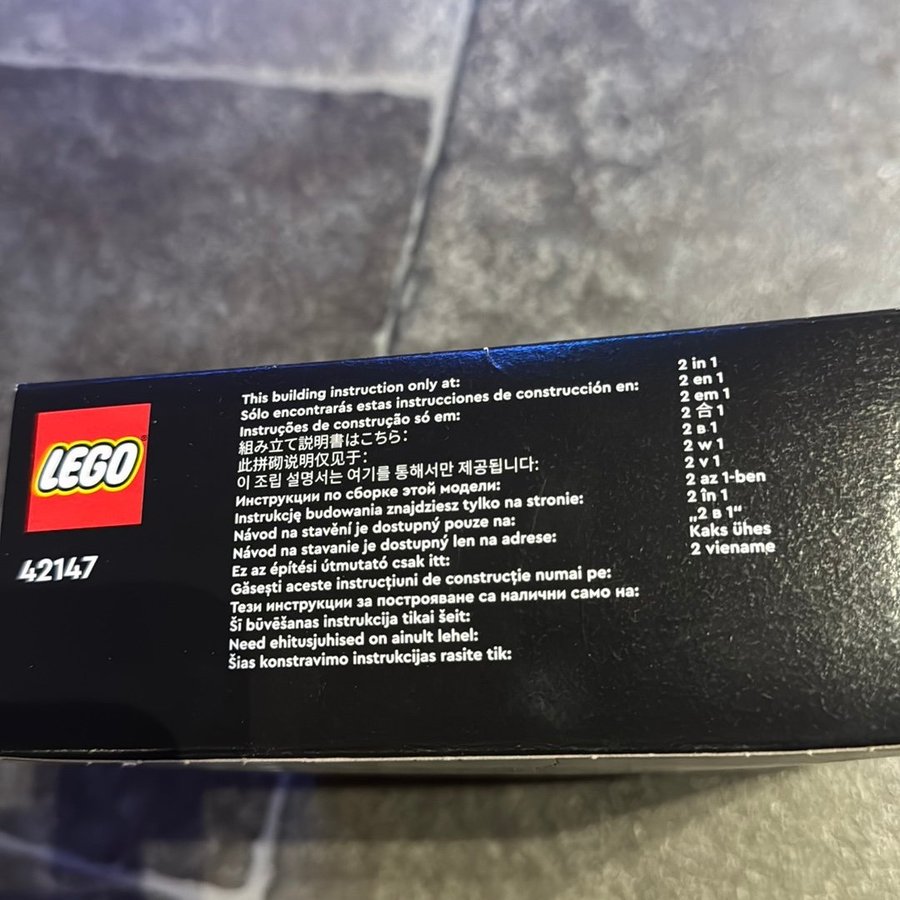 LEGO
42147
This building instruction only at:
Sólo encontrarás estas instrucciones de construcción en:
Instruções de construção só em:
組み立て説明書はこちら:
此拼砌说明仅见于:
이 조립 설명서는 여기를 통해서만 제공됩니다:
Инструкции по сборке этой модели:
Instrukcję budowania znajdziesz tylko na stronie:
Návod na stavění je dostupný pouze na:
Návod na stavanie je dostupný len na adrese:
Ez az építési útmutató csak itt:
Găsești aceste instrucțiuni de construcție numai pe:
Тези инструкции за построяване са налични само на:
Šī būvēšanas instrukcija tikai šeit:
Need ehitusjuhised on ainult lehel:
Šias konstravimo instrukcijas rasite tik:
2 in 1
2 en 1
2 em 1
2 合 1
2 в 1
2 w 1
2 v 1
2 az 1-ben
2 în 1
„2 в 1“
Kaks ühes
2 viename